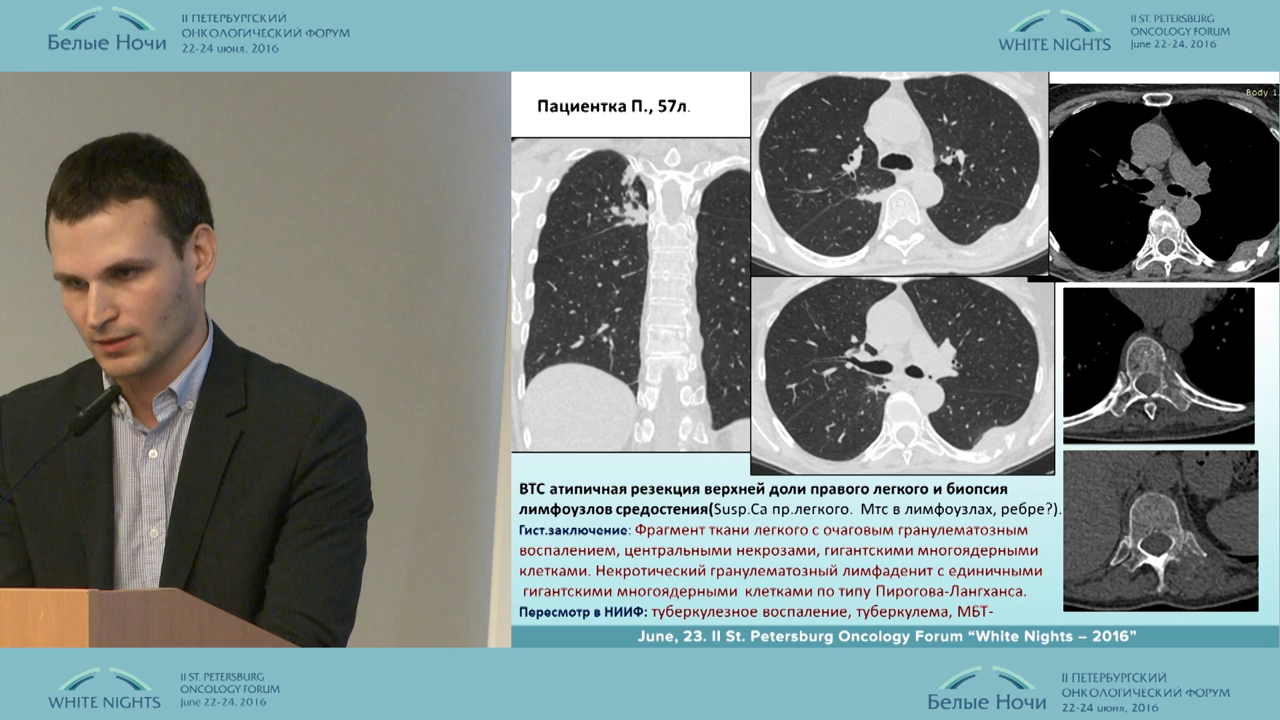 Белые Ночи
II ПЕТЕРБУРГСКИЙ
ОНКОЛОГИЧЕСКИЙ ФОРУМ
22-24 июня, 2016
WHITE NIGHTS
II ST. PETERSBURG
ONCOLOGY FORUM
June 22-24, 2016
Пациентка П., 57л.
Body 1.
ВТС атипичная резекция верхней доли правого легкого и биопсия
лимфоузлов средостения(Susp.Ca пр.легкого. Мтс в лимфоузлах, ребре?).
Гист.заключение: Фрагмент ткани легкого с очаговым гранулематозным
воспалением, центральными некрозами, гигантскими многоядерными
клетками. Некротический гранулематозный лимфаденит с единичными
гигантскими многоядерными клетками по типу Пирогова-Лангханса.
Пересмотр в НИИФ: туберкулезное воспаление, туберкулема, МБТ-
June, 23. II St. Petersburg Oncology Forum “White Nights – 2016”
WHITE NIGHTS
II ST. PETERSBURG
ONCOLOGY FORUM
June 22-24, 2016
Белые Ночи
II ПЕТЕРБУРГСКИЙ
ОНКОЛОГИЧЕСКИЙ ФОРУМ
22-24 июня, 2016